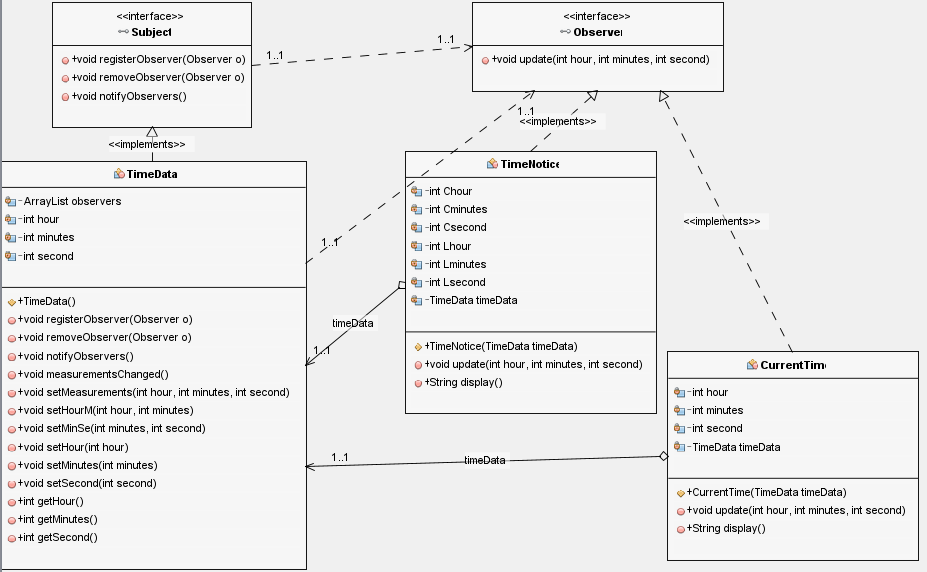 <<interface>>
Subject
+void registerObserver(Observer o)
+void removeObserver(Observer o)
+void notifyObservers()
1..1
1..1
<<interface>>
Observer
+void update(int hour, int minutes, int second)
<<implements>>
1..1
<<implements>>
TimeData
-ArrayList observers
-int hour
-int minutes
-int second
+TimeData()
+void registerObserver(Observer o)
+void removeObserver(Observer o)
+void notifyObservers()
+void measurementsChanged()
+void setMeasurements(int hour, int minutes, int second)
+void setHourM(int hour, int minutes)
+void setMinSe(int minutes, int second)
+void setHour(int hour)
+void setMinutes(int minutes)
+void setSecond(int second)
+int getHour()
+int getMinutes()
+int getSecond()
1..1
timeData
1..1
TimeNotice
-int Chour
-int Cminutes
-int Csecond
-int Lhour
-int Lminutes
-int Lsecond
-TimeData timeData
+TimeNotice(TimeData timeData)
+void update(int hour, int minutes, int second)
+String display()
<<implements>>
1..1
timeData
CurrentTim
-int hour
-int minutes
-int second
-TimeData timeData
+CurrentTime(TimeData timeData)
+void update(int hour, int minutes, int second)
+String display()